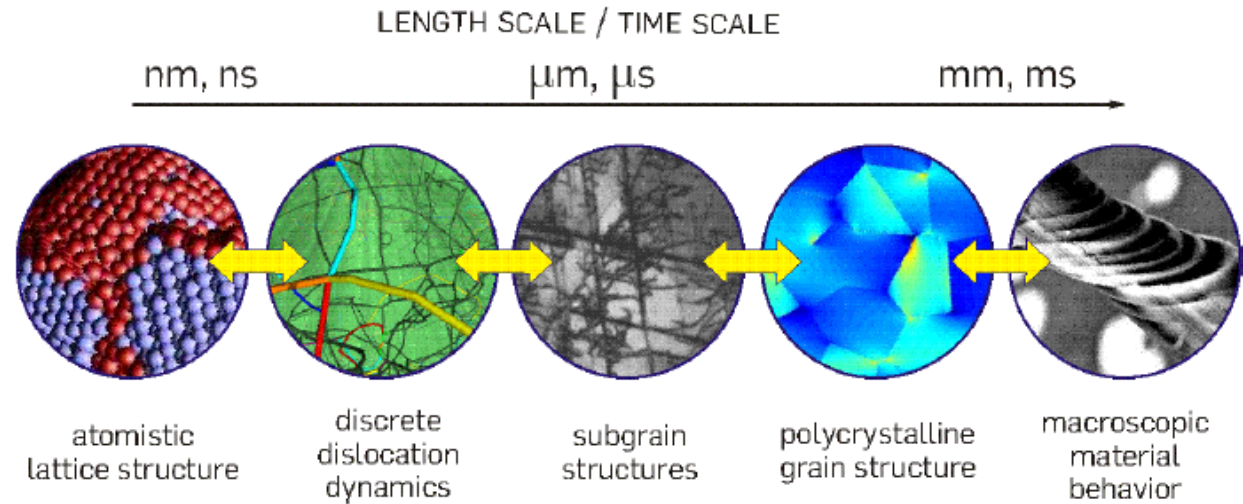 LENGTH SCALE / TIME SCALE
nm, ns
μm, μs
mm, ms
atomistic
lattice structure
discrete
dislocation
dynamics
subgrain
structures
polycrystalline
grain structure
macroscopic
material
behavior